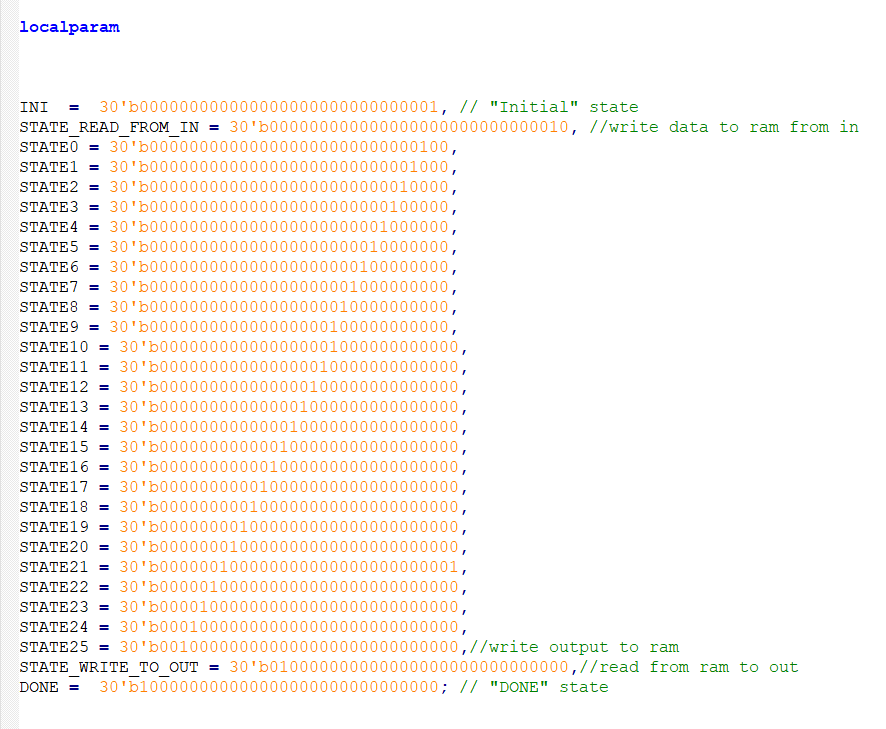 localparam
INI  =  30'b000000000000000000000000000001, // "Initial" state
STATE_READ_FROM_IN = 30'b000000000000000000000000000010, //write data to ram from in
STATE0 = 30'b000000000000000000000000000100,
STATE1 = 30'b000000000000000000000000001000,
STATE2 = 30'b000000000000000000000000010000,
STATE3 = 30'b000000000000000000000000100000,
STATE4 = 30'b000000000000000000000001000000,
STATE5 = 30'b000000000000000000000010000000,
STATE6 = 30'b000000000000000000000100000000,
STATE7 = 30'b000000000000000000001000000000,
STATE8 = 30'b000000000000000000010000000000,
STATE9 = 30'b000000000000000000100000000000,
STATE10 = 30'b000000000000000001000000000000,
STATE11 = 30'b000000000000000010000000000000,
STATE12 = 30'b000000000000000100000000000000,
STATE13 = 30'b000000000000001000000000000000,
STATE14 = 30'b000000000000010000000000000000,
STATE15 = 30'b000000000000100000000000000000,
STATE16 = 30'b000000000001000000000000000000,
STATE17 = 30'b000000000010000000000000000000,
STATE18 = 30'b000000000100000000000000000000,
STATE19 = 30'b000000001000000000000000000000,
STATE20 = 30'b000000010000000000000000000000,
STATE21 = 30'b000000100000000000000000000001,
STATE22 = 30'b000001000000000000000000000000,
STATE23 = 30'b000010000000000000000000000000,
STATE24 = 30'b000100000000000000000000000000,
STATE25 = 30'b001000000000000000000000000000,//write output to ram
STATE_WRITE_TO_OUT = 30'b010000000000000000000000000000,//read from ram to out
DONE =  30'b100000000000000000000000000000; // "DONE" state